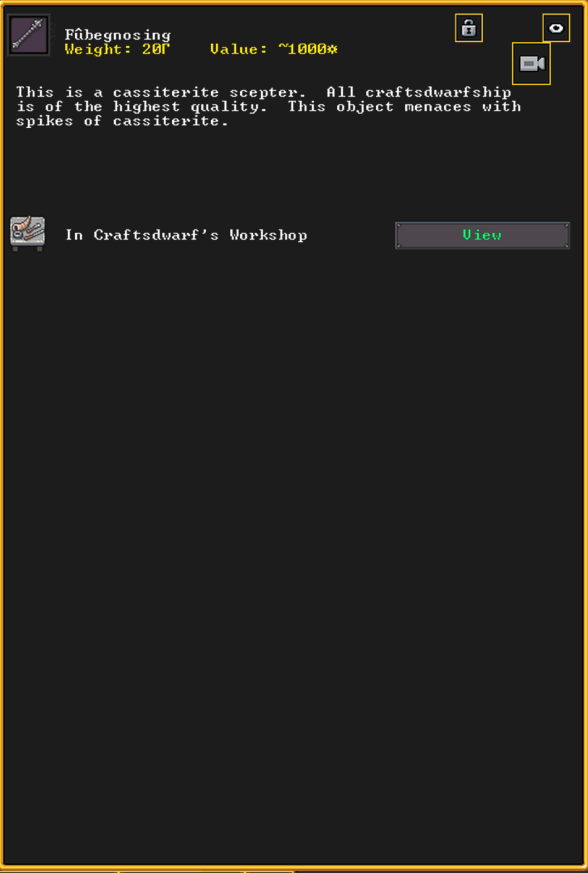 Fûbegnosing
Weight: 20Γ Value: ~1000☼
This is a cassiterite scepter. All craftsdwarfship
is of the highest quality. This object menaces with
spikes of cassiterite.
In Craftsdwarf's Workshop View